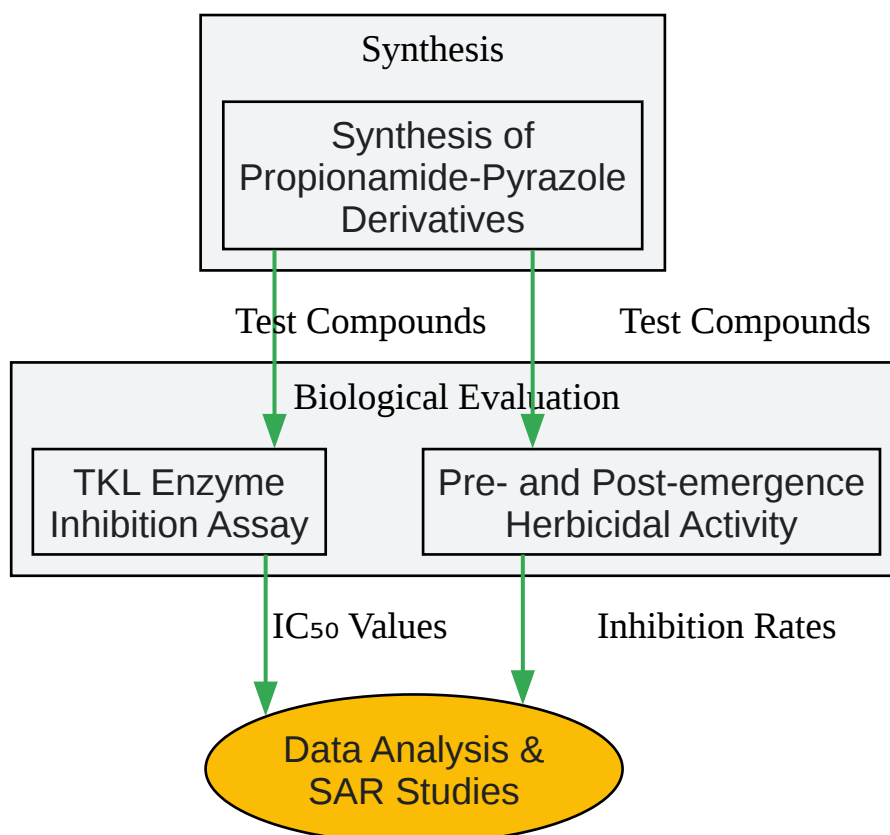 Synthesis
Synthesis of
Propionamide-Pyrazole
Derivatives
Test Compounds
Test Compounds
Biological Evaluation
TKL Enzyme
Inhibition Assay
Pre- and Post-emergence
Herbicidal Activity
IC₅₀ Values
Inhibition Rates
Data Analysis &
SAR Studies